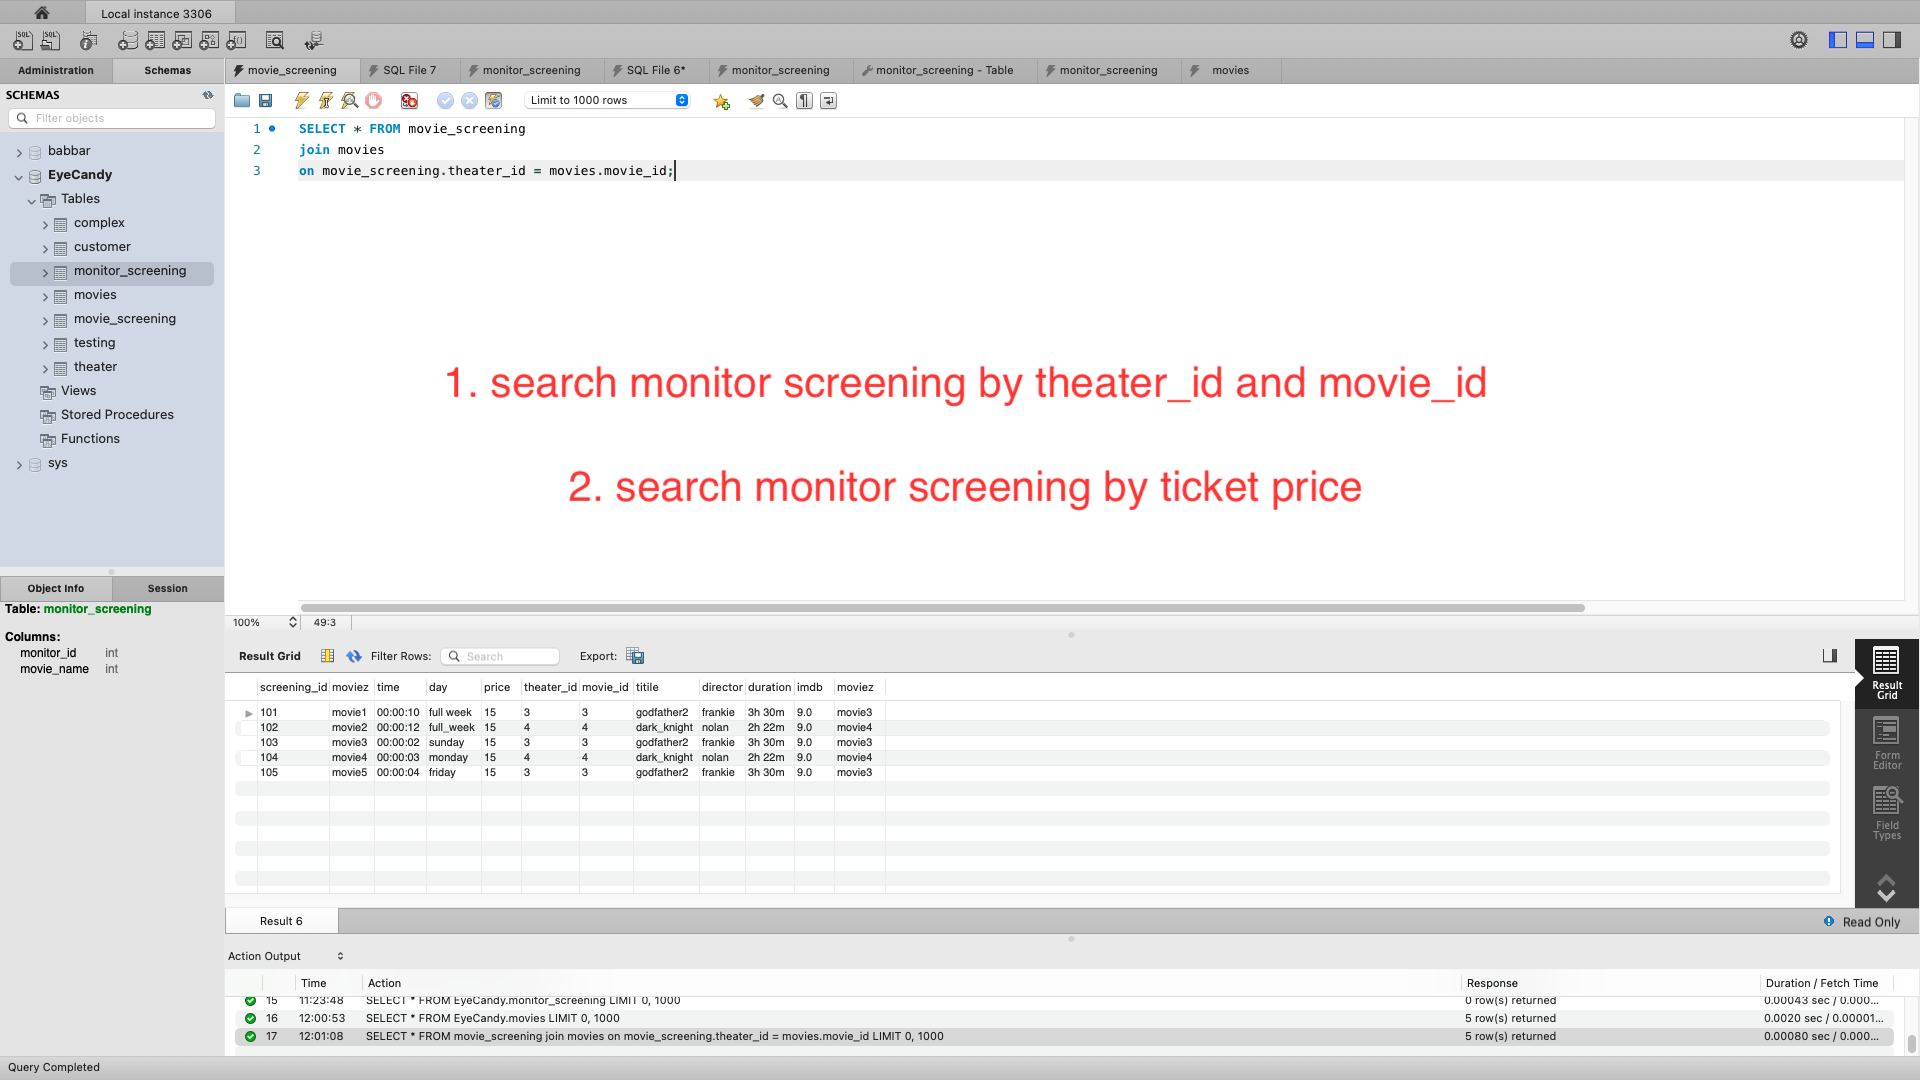 Local instance 3306
Administration
Schemas
movie_screening
SQL File 7
monitor_screening
SQL File 6*
monitor_screening
monitor_screening - Table
monitor_screening
movies
SCHEMAS
Filter objects
Limit to 1000 rows
babbar
EyeCandy
Tables
complex
customer
monitor_screening
movies
movie_screening
testing
theater
Views
Stored Procedures
Functions
sys
1 SELECT * FROM movie_screening
2 join movies
3 on movie_screening.theater_id = movies.movie_id;
1. search monitor screening by theater_id and movie_id
2. search monitor screening by ticket price
Object Info
Session
Table: monitor_screening
Columns:
monitor_id int
movie_name int
100% 49:3
Result Grid Filter Rows: Search Export:
screening_id moviez time day price theater_id movie_id titile director duration imdb moviez
101 movie1 00:00:10 full week 15 3 3 godfather2 frankie 3h 30m 9.0 movie3
102 movie2 00:00:12 full_week 15 4 4 dark_knight nolan 2h 22m 9.0 movie4
103 movie3 00:00:02 sunday 15 3 3 godfather2 frankie 3h 30m 9.0 movie3
104 movie4 00:00:03 monday 15 4 4 dark_knight nolan 2h 22m 9.0 movie4
105 movie5 00:00:04 friday 15 3 3 godfather2 frankie 3h 30m 9.0 movie3
Result
Grid
Form
Editor
Field
Types
Result 6
Read Only
Action Output
Time Action Response Duration / Fetch Time
15 11:23:48 SELECT * FROM EyeCandy.monitor_screening LIMIT 0, 1000 0 row(s) returned 0.00043 sec / 0.000...
16 12:00:53 SELECT * FROM EyeCandy.movies LIMIT 0, 1000 5 row(s) returned 0.0020 sec / 0.00001...
17 12:01:08 SELECT * FROM movie_screening join movies on movie_screening.theater_id = movies.movie_id LIMIT 0, 1000 5 row(s) returned 0.00080 sec / 0.000...
Query Completed